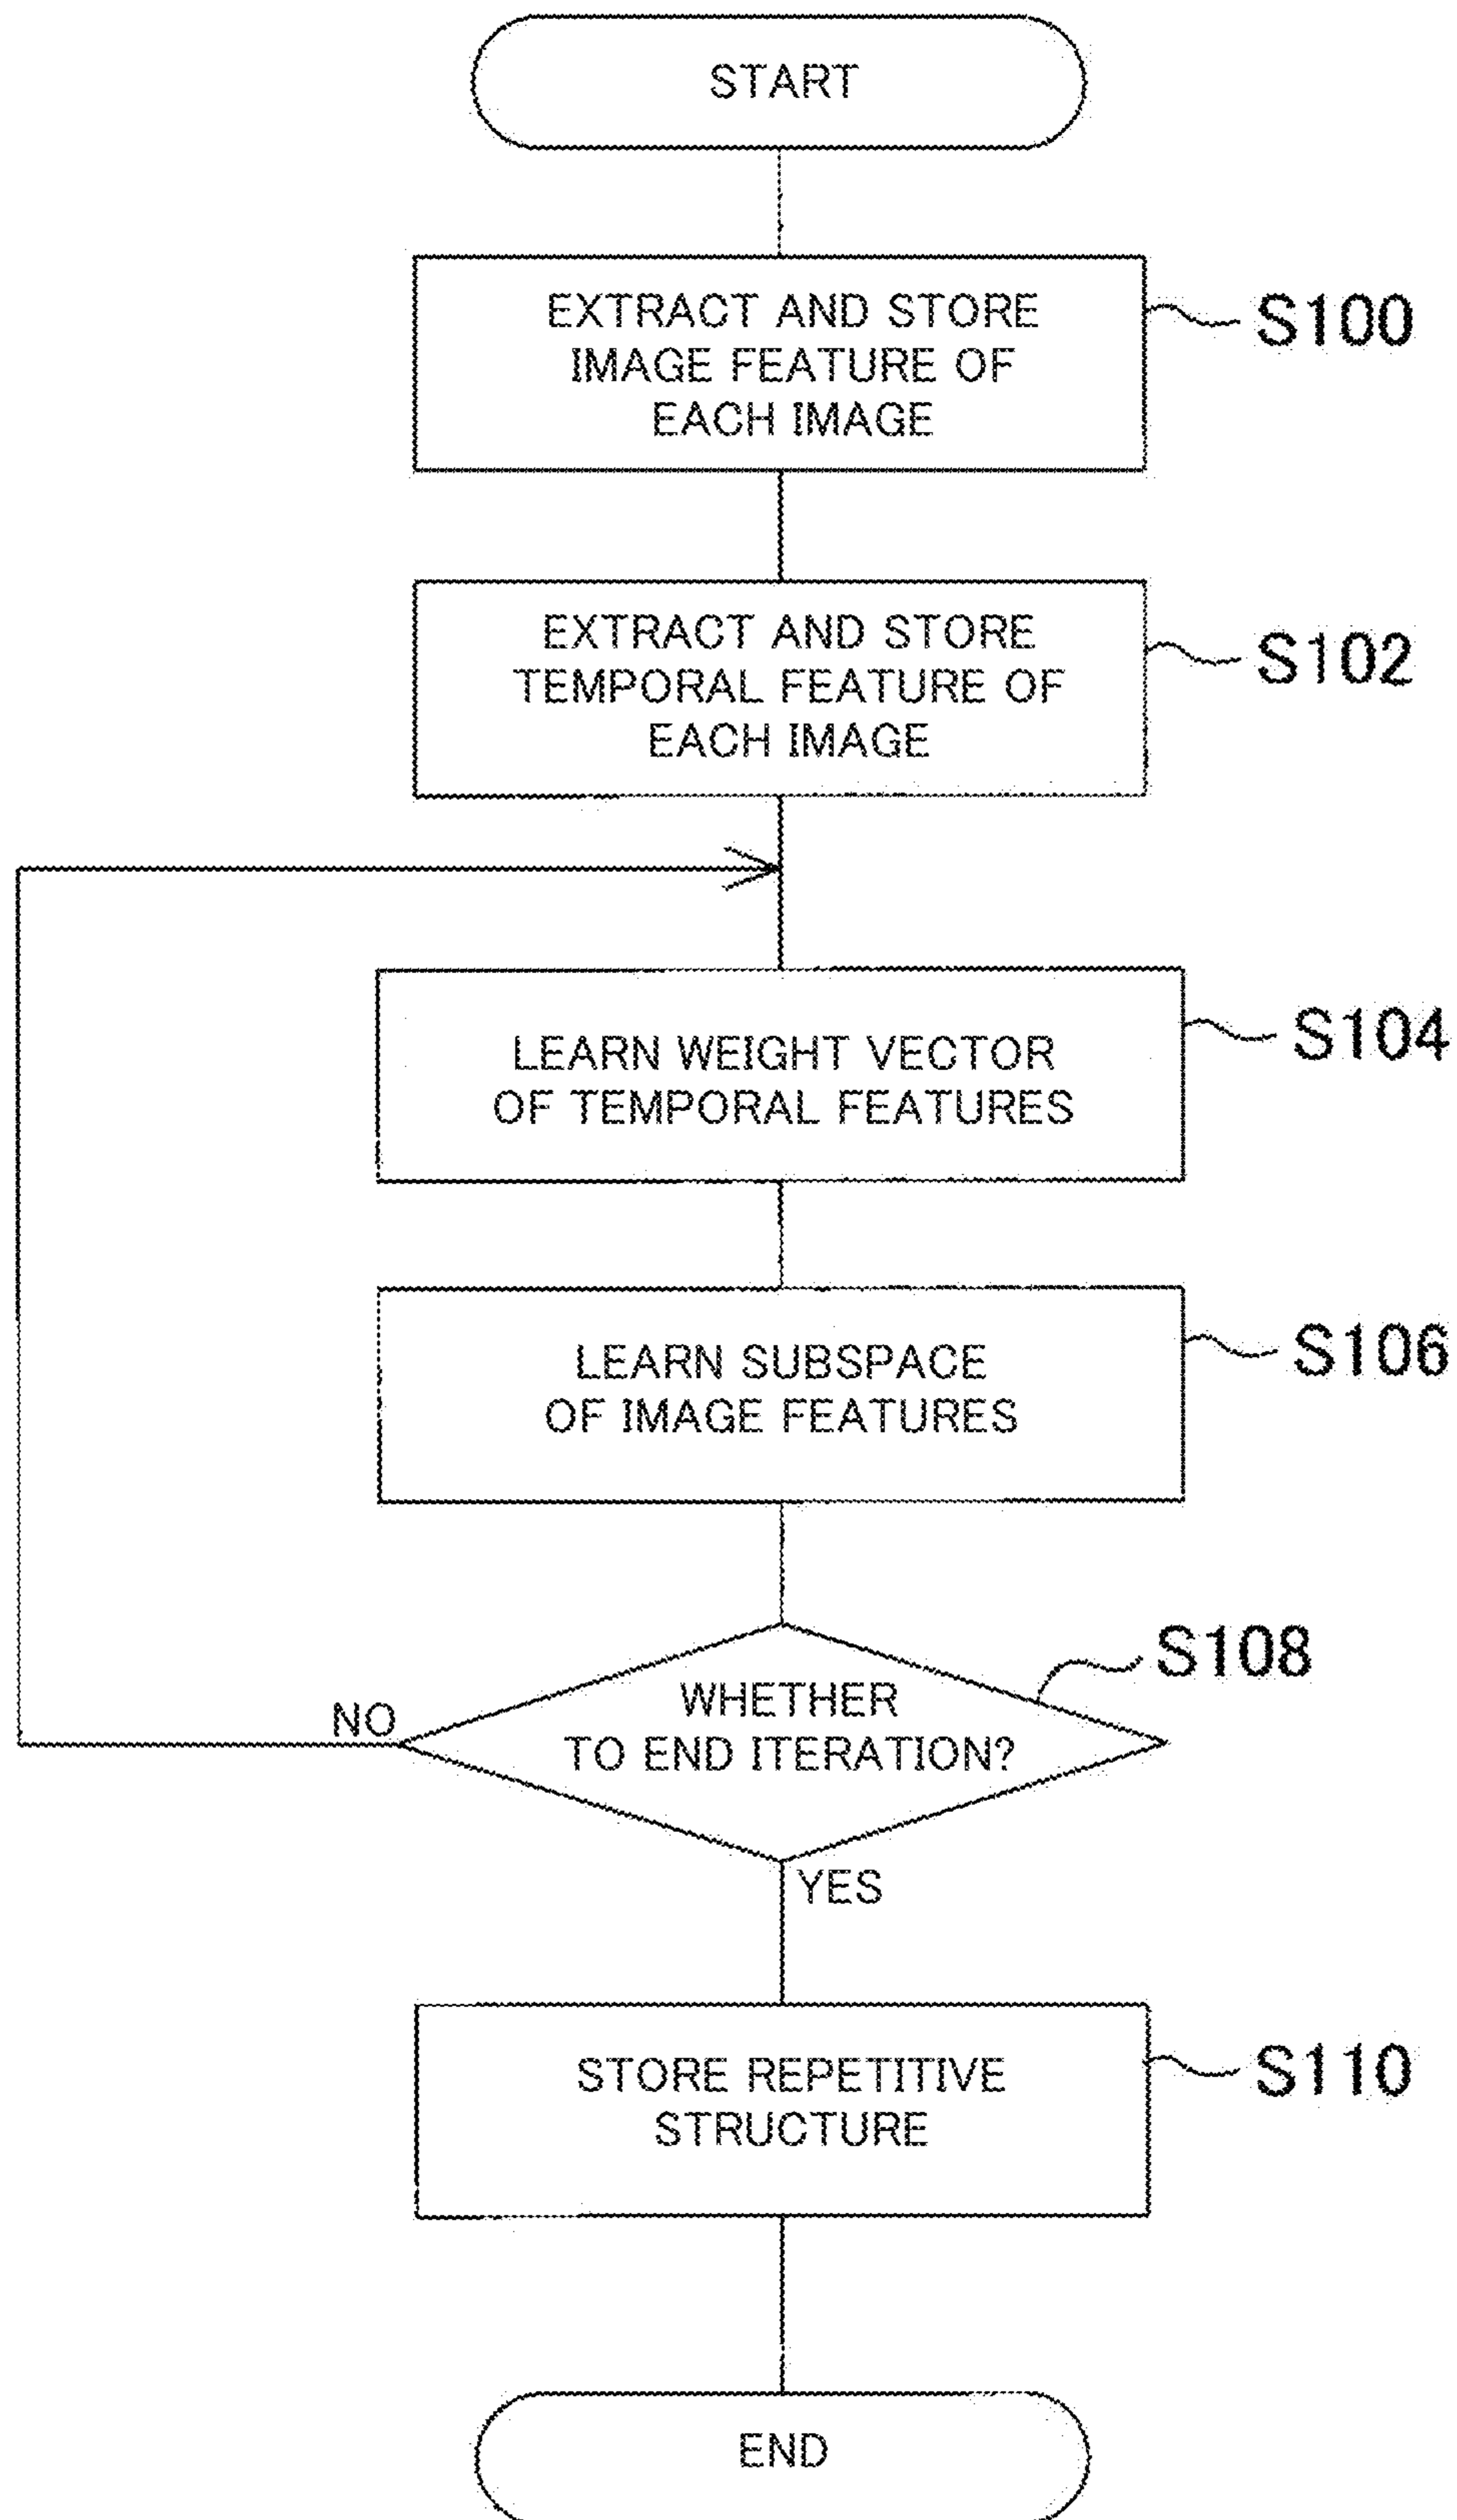 START
EXTRACT AND STORE
IMAGE FEATURE OF
EACH IMAGE
S100
EXTRACT AND STORE
TEMPORAL FEATURE OF
EACH IMAGE
S102
LEARN WEIGHT VECTOR
OF TEMPORAL FEATURES
S104
LEARN SUBSPACE
OF IMAGE FEATURES
S106
WHETHER
TO END ITERATION?
S108
NO
YES
STORE REPETITIVE
STRUCTURE
S110
END